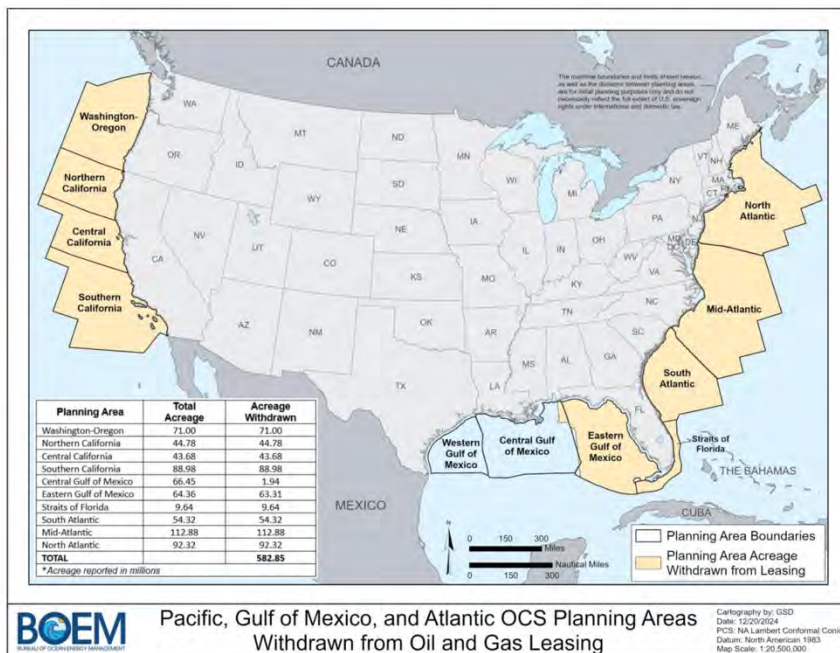 CANADA
The maritime boundaries and limits shown hereon,
as well as the divisions between planning areas,
are for initial planning purposes only and do not
necessarily reflect the full extent of U.S. sovereign
rights under international and domestic law.
Washington-
Oregon
Northern
California
Central
California
Southern
California
WA
OR
CA
NV
ID
MT
WY
UT
AZ
CO
NM
ND
SD
NE
KS
OK
TX
MN
IA
MO
AR
LA
WI
IL
MI
IN
OH
KY
TN
MS
AL
GA
FL
SC
NC
VA
WV
PA
NY
MD
DC
DE
NJ
CT
RI
MA
VT
NH
ME
North
Atlantic
Mid-Atlantic
South
Atlantic
Straits of
Florida
Western
Gulf of
Mexico
Central Gulf
of Mexico
Eastern
Gulf of
Mexico
THE BAHAMAS
CUBA
MEXICO
Planning Area Total Acreage Acreage Withdrawn
Washington-Oregon 71.00 71.00
Northern California 44.78 44.78
Central California 43.68 43.68
Southern California 88.98 88.98
Central Gulf of Mexico 66.45 1.94
Eastern Gulf of Mexico 64.36 63.31
Straits of Florida 9.64 9.64
South Atlantic 54.32 54.32
Mid-Atlantic 112.88 112.88
North Atlantic 92.32 92.32
TOTAL 582.85
*Acreage reported in millions
N
0 150 300
Miles
Nautical Miles
0 150 300
Planning Area Boundaries
Planning Area Acreage
Withdrawn from Leasing
BOEM
BUREAU OF OCEAN ENERGY MANAGEMENT
Pacific, Gulf of Mexico, and Atlantic OCS Planning Areas
Withdrawn from Oil and Gas Leasing
Cartography by: GSD
Date: 12/20/2024
PCS: NA Lambert Conformal Conic
Datum: North American 1983
Map Scale: 1:20,500,000